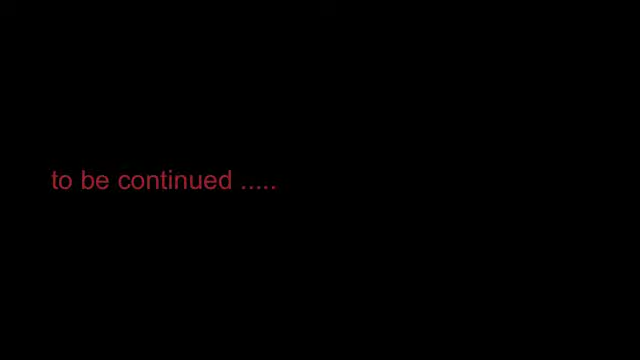 to be continued .....